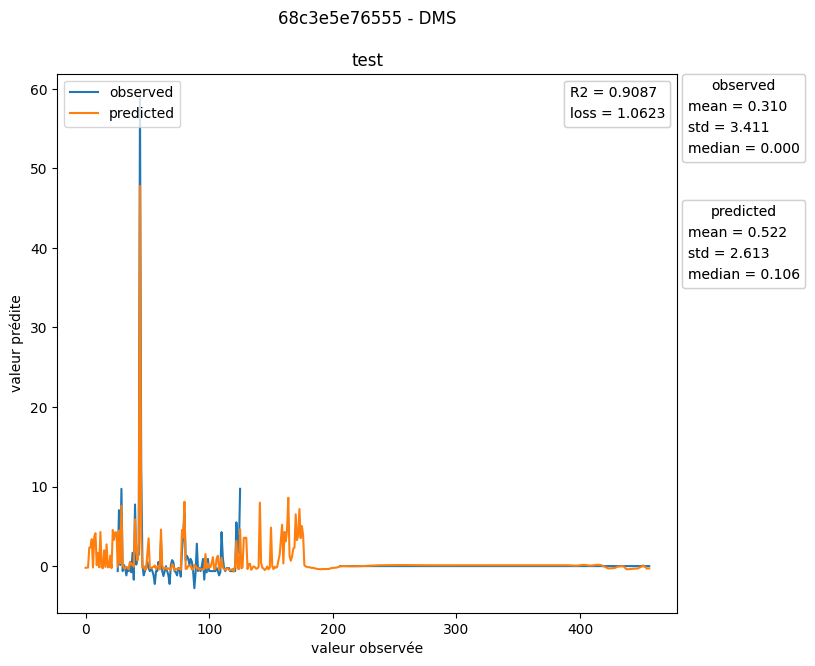 68c3e5e76555 - DMS
test
observed
predicted
R2 = 0.9087
loss = 1.0623
observed
mean = 0.310
std = 3.411
median = 0.000
predicted
mean = 0.522
std = 2.613
median = 0.106
60
50
40
30
20
10
0
valeur prédite
0
100
200
300
400
valeur observée